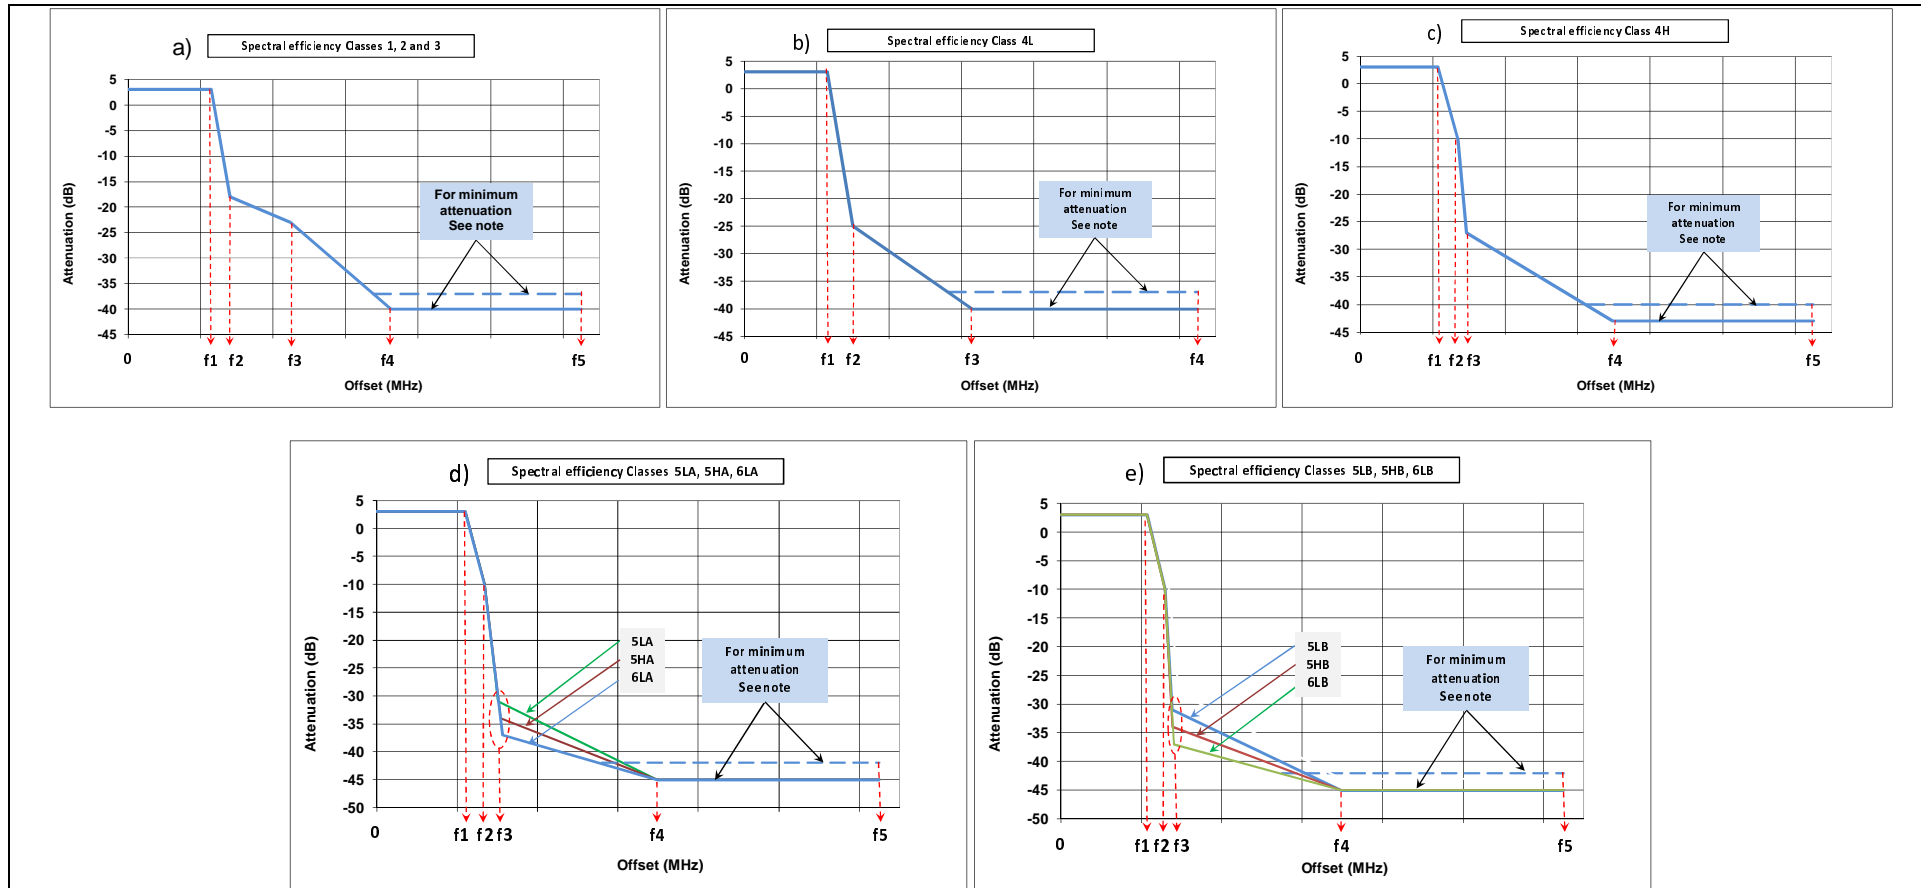 a)
Spectral efficiency Classes 1, 2 and 3
5
0
-5
-10
-15
-20
-25
-30
-35
-40
-45
Attenuation (dB)
For minimum
attenuation
See note
0
f1
f2
f3
f4
f5
Offset (MHz)
b)
Spectral efficiency Class 4L
5
0
-5
-10
-15
-20
-25
-30
-35
-40
-45
Attenuation (dB)
For minimum
attenuation
See note
0
f1
f2
f3
f4
Offset (MHz)
c)
Spectral efficiency Class 4H
5
0
-5
-10
-15
-20
-25
-30
-35
-40
-45
Attenuation (dB)
For minimum
attenuation
See note
0
f1
f2
f3
f4
f5
Offset (MHz)
d)
Spectral efficiency Classes 5LA, 5HA, 6LA
5
0
-5
-10
-15
-20
-25
-30
-35
-40
-45
-50
Attenuation (dB)
5LA
5HA
6LA
For minimum
attenuation
See note
0
f1
f2
f3
f4
f5
Offset (MHz)
e)
Spectral efficiency Classes 5LB, 5HB, 6LB
5
0
-5
-10
-15
-20
-25
-30
-35
-40
-45
-50
Attenuation (dB)
5LB
5HB
6LB
For minimum
attenuation
See note
0
f1
f2
f3
f4
f5
Offset (MHz)